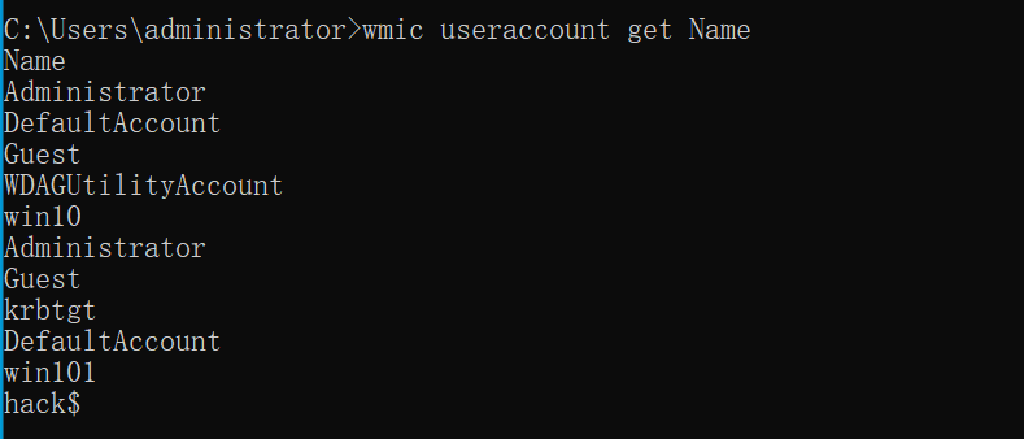 C:\Users\administrator>wmic useraccount get Name
Name
Administrator
DefaultAccount
Guest
WDAGUtilityAccount
win10
Administrator
Guest
krbtgt
DefaultAccount
win101
hack$